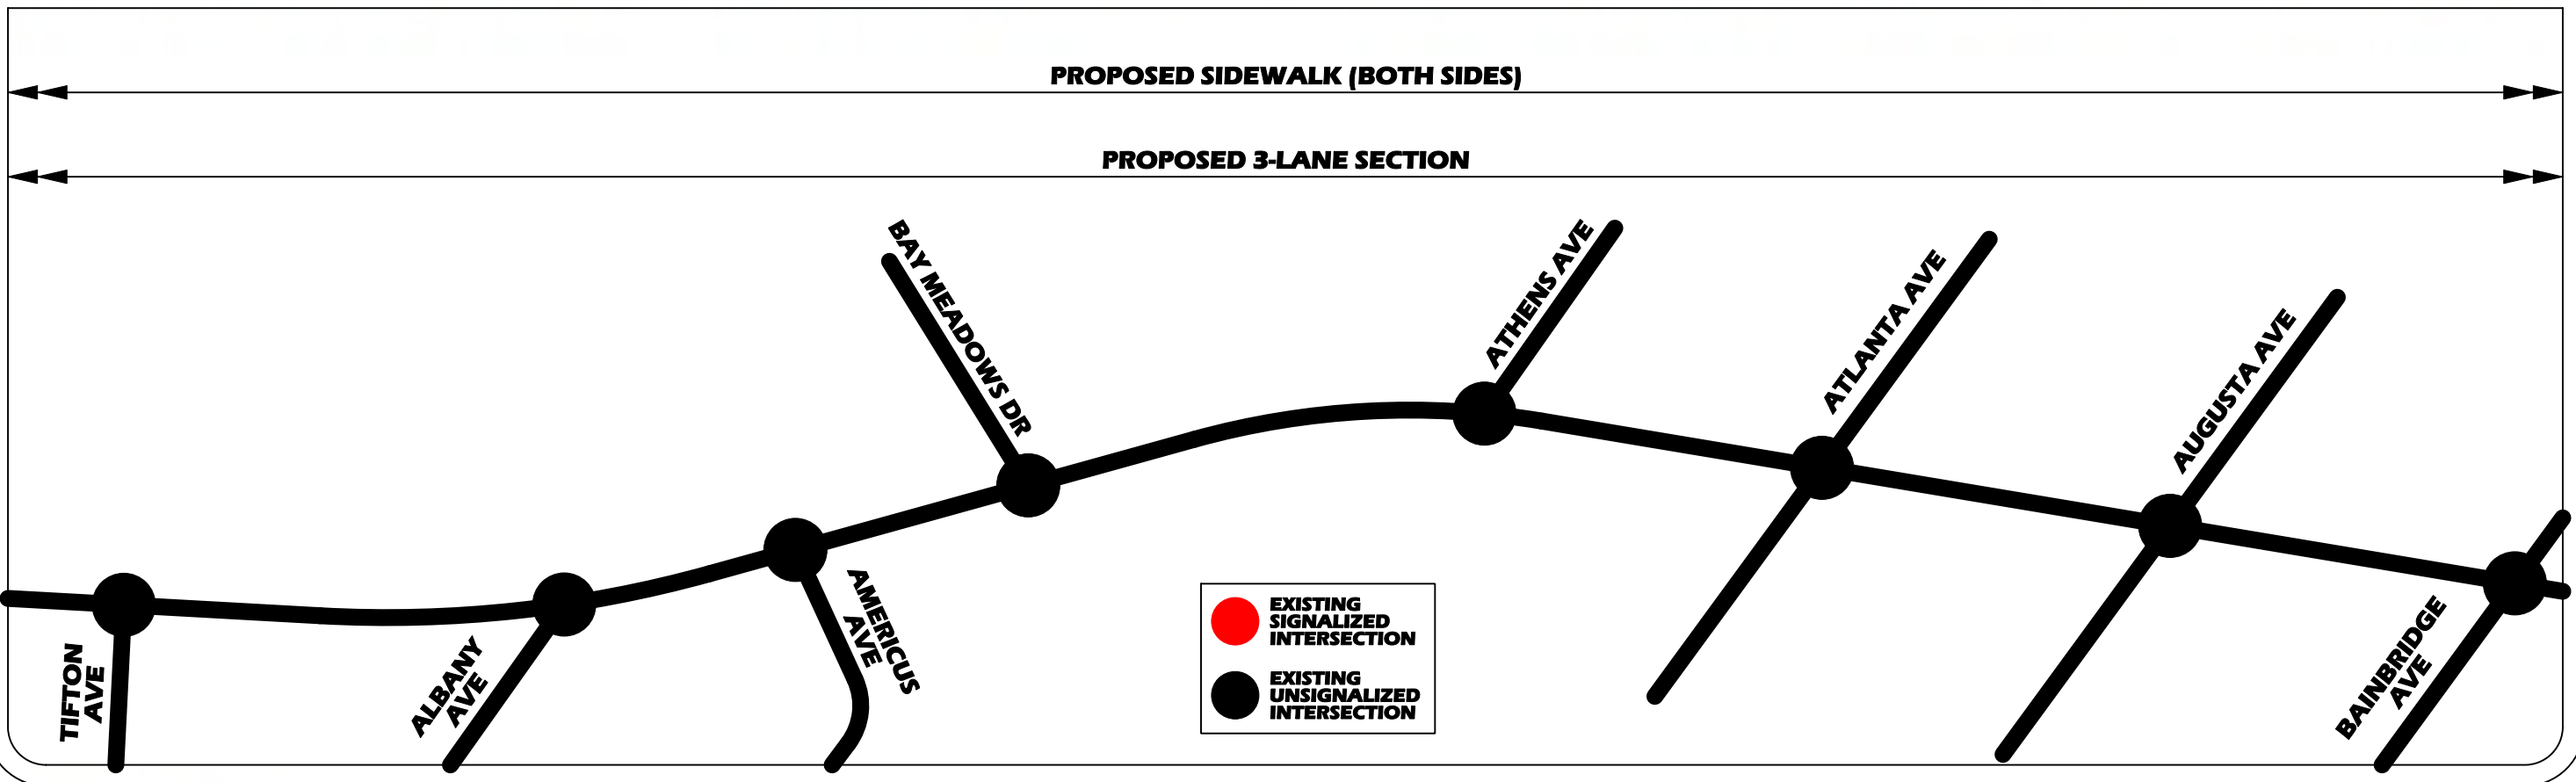 PROPOSED SIDEWALK (BOTH SIDES)
PROPOSED 3-LANE SECTION
BAY MEADOWS DR
ATHENS AVE
ATLANTA AVE
AUGUSTA AVE
TIFTON
AVE
ALBANY
AVE
AMERICUS
AVE
EXISTING
SIGNALIZED
INTERSECTION
EXISTING
UNSIGNALIZED
INTERSECTION
BAINBRIDGE
AVE